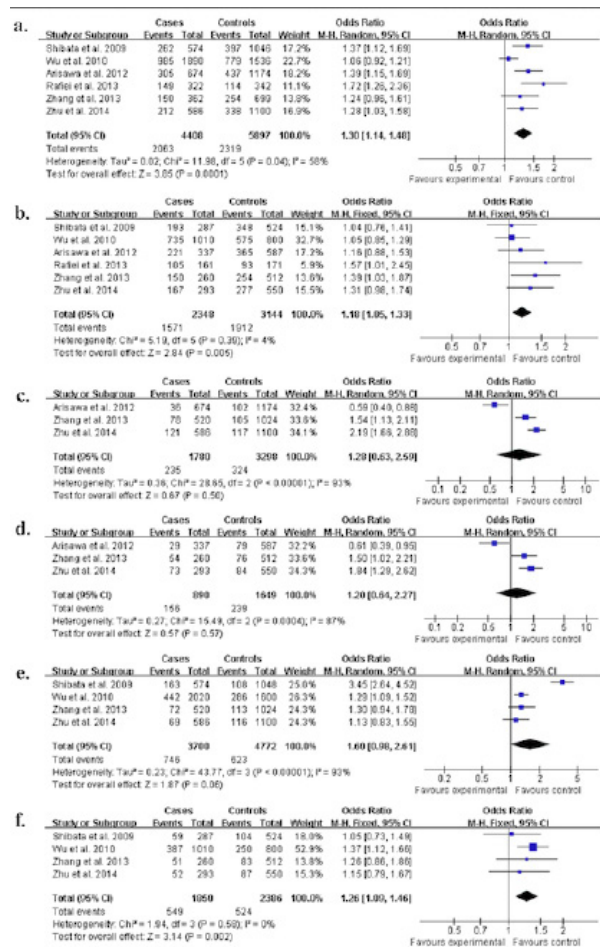 a.
Cases Controls Odds Ratio Odds Ratio
Study or Subgroup Events Total Events Total Weight M-H, Random, 95% CI M-H, Random, 95% CI
Shibata et al. 2009 262 574 397 1046 17.2% 1.37 [1.12, 1.69]
Wu et al. 2010 985 1890 779 1536 1.06 [0.92, 1.21]
Arisawa et al. 2012 305 674 437 1174 1.39 [1.15, 1.69]
Rafiei et al. 2013 149 322 114 342 1.72 [1.26, 2.36]
Zhang et al. 2013 150 362 254 699 1.24 [0.96, 1.61]
Zhu et al. 2014 212 586 338 1100 16.9% 1.28 [1.03, 1.58]
Total (95% CI) 4408 5897 100.0% 1.30 [1.14, 1.48]
Total events 2063 2319
Heterogeneity: Tau² = 0.02; Chi² = 11.98, df = 5 (P = 0.04); I² = 58%
Test for overall effect: Z = 3.85 (P = 0.0001)
0.5 0.7 1 1.5 2
Favours experimental Favours control
b.
Cases Controls Odds Ratio Odds Ratio
Study or Subgroup Events Total Events Total Weight M-H, Fixed, 95% CI M-H, Fixed, 95% CI
Shibata et al. 2009 193 287 348 524 15.1% 1.04 [0.76, 1.41]
Wu et al. 2010 735 1010 575 800 32.7% 1.05 [0.85, 1.29]
Arisawa et al. 2012 221 337 365 587 1.16 [0.88, 1.53]
Rafiei et al. 2013 105 161 93 171 5.9% 1.57 [1.01, 2.45]
Zhang et al. 2013 150 260 254 512 13.6% 1.39 [1.03, 1.87]
Zhu et al. 2014 167 293 277 550 15.5% 1.31 [0.98, 1.74]
Total (95% CI) 2348 3144 100.0% 1.18 [1.05, 1.33]
Total events 1571 1912
Heterogeneity: Chi² = 5.19, df = 5 (P = 0.39); I² = 4%
Test for overall effect: Z = 2.84 (P = 0.005)
0.5 0.7 1 1.5 2
Favours experimental Favours control
c.
Cases Controls Odds Ratio Odds Ratio
Study or Subgroup Events Total Events Total Weight M-H, Random, 95% CI M-H, Random, 95% CI
Arisawa et al. 2012 36 674 102 1174 32.4% 0.59 [0.40, 0.88]
Zhang et al. 2013 78 520 105 1024 33.6% 1.54 [1.13, 2.11]
Zhu et al. 2014 121 586 117 1100 34.1% 2.19 [1.66, 2.88]
Total (95% CI) 1780 3298 100.0% 1.28 [0.63, 2.59]
Total events 235 324
Heterogeneity: Tau² = 0.36; Chi² = 28.65, df = 2 (P < 0.00001); I² = 93%
Test for overall effect: Z = 0.67 (P = 0.50)
0.1 0.2 0.5 1 2 5 10
Favours experimental Favours control
d.
Cases Controls Odds Ratio Odds Ratio
Study or Subgroup Events Total Events Total Weight M-H, Random, 95% CI M-H, Random, 95% CI
Arisawa et al. 2012 29 337 79 587 32.2% 0.61 [0.39, 0.95]
Zhang et al. 2013 54 260 76 512 33.6% 1.50 [1.02, 2.21]
Zhu et al. 2014 73 293 84 550 34.3% 1.84 [1.29, 2.62]
Total (95% CI) 890 1649 100.0% 1.20 [0.64, 2.27]
Total events 156 239
Heterogeneity: Tau² = 0.27; Chi² = 15.49, df = 2 (P = 0.0004); I² = 87%
Test for overall effect: Z = 0.57 (P = 0.57)
0.1 0.2 0.5 1 2 5 10
Favours experimental Favours control
e.
Cases Controls Odds Ratio Odds Ratio
Study or Subgroup Events Total Events Total Weight M-H, Random, 95% CI M-H, Random, 95% CI
Shibata et al. 2009 163 574 108 1048 25.0% 3.45 [2.64, 4.52]
Wu et al. 2010 442 2020 286 1600 26.3% 1.29 [1.09, 1.52]
Zhang et al. 2013 72 520 113 1024 24.3% 1.30 [0.94, 1.78]
Zhu et al. 2014 69 586 116 1100 24.3% 1.13 [0.83, 1.55]
Total (95% CI) 3700 4772 100.0% 1.60 [0.98, 2.61]
Total events 746 623
Heterogeneity: Tau² = 0.23; Chi² = 43.77, df = 3 (P < 0.00001); I² = 93%
Test for overall effect: Z = 1.87 (P = 0.06)
0.2 0.5 1 2 5
Favours experimental Favours control
f.
Cases Controls Odds Ratio Odds Ratio
Study or Subgroup Events Total Events Total Weight M-H, Fixed, 95% CI M-H, Fixed, 95% CI
Shibata et al. 2009 59 287 104 524 18.0% 1.05 [0.73, 1.49]
Wu et al. 2010 387 1010 250 800 52.9% 1.37 [1.12, 1.66]
Zhang et al. 2013 51 260 83 512 13.8% 1.26 [0.86, 1.86]
Zhu et al. 2014 52 293 87 550 15.3% 1.15 [0.79, 1.67]
Total (95% CI) 1850 2386 100.0% 1.26 [1.09, 1.46]
Total events 549 524
Heterogeneity: Chi² = 1.94, df = 3 (P = 0.58); I² = 0%
Test for overall effect: Z = 3.14 (P = 0.002)
0.5 0.7 1 1.5 2
Favours experimental Favours control